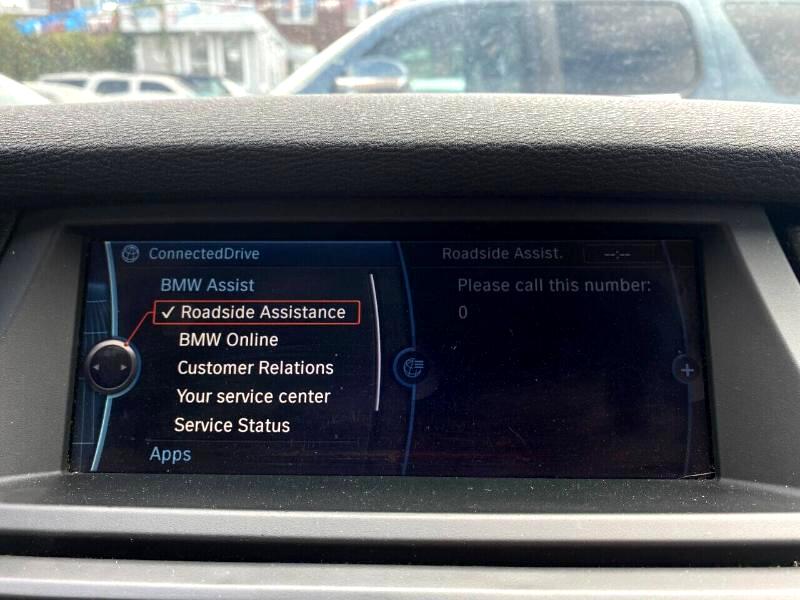 ConnectedDrive
BMW Assist
✓ Roadside Assistance
BMW Online
Customer Relations
Your service center
Service Status
Apps
Roadside Assist.
--:--
Please call this number:
0